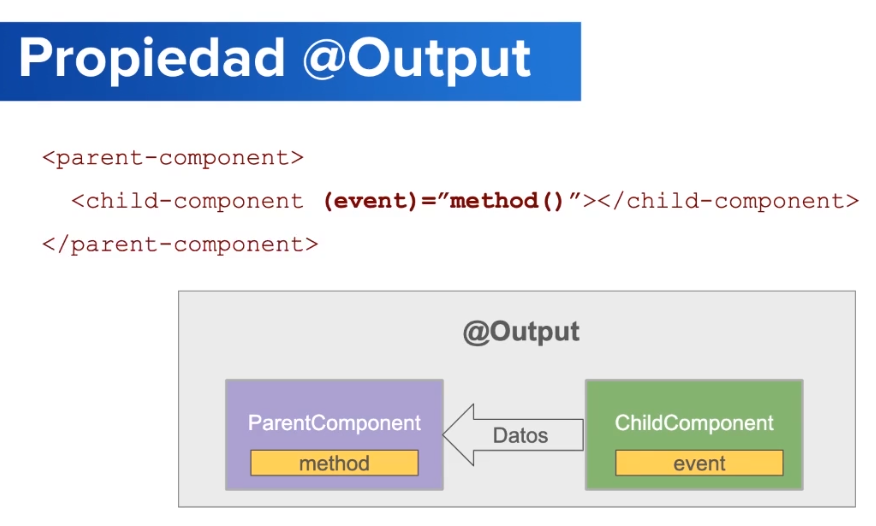 Propiedad @Output
<parent-component>
<child-component (event)=”method()”></child-component>
</parent-component>
@Output
ParentComponent
method
Datos
ChildComponent
event